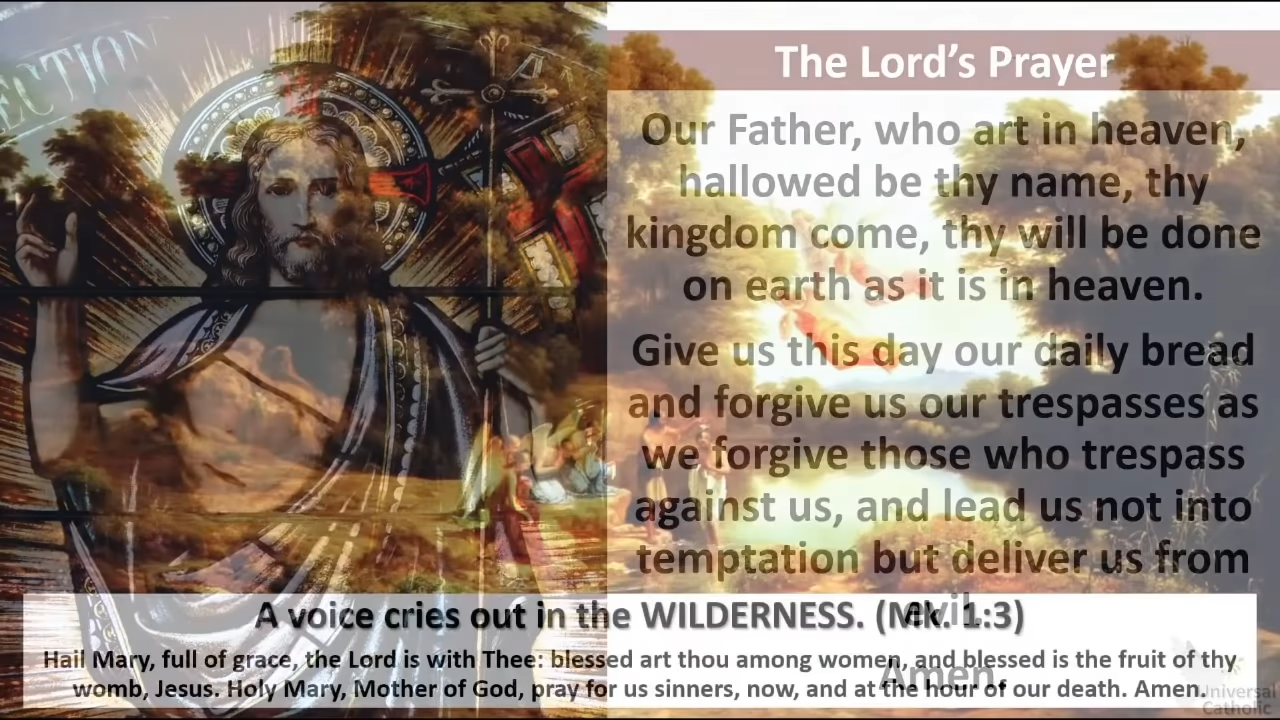 ECTION
The Lord's Prayer
Our Father, who art in heaven,
hallowed be thy name, thy
kingdom come, thy will be done
on earth as it is in heaven.
Give us this day our daily bread
and forgive us our trespasses as
we forgive those who trespass
against us, and lead us not into
temptation but deliver us from
evil.
Amen.
A voice cries out in the WILDERNESS. (Mk. 1:3)
Hail Mary, full of grace, the Lord is with Thee: blessed art thou among women, and blessed is the fruit of thy
womb, Jesus. Holy Mary, Mother of God, pray for us sinners, now, and at the hour of our death. Amen.
Universal
Catholic